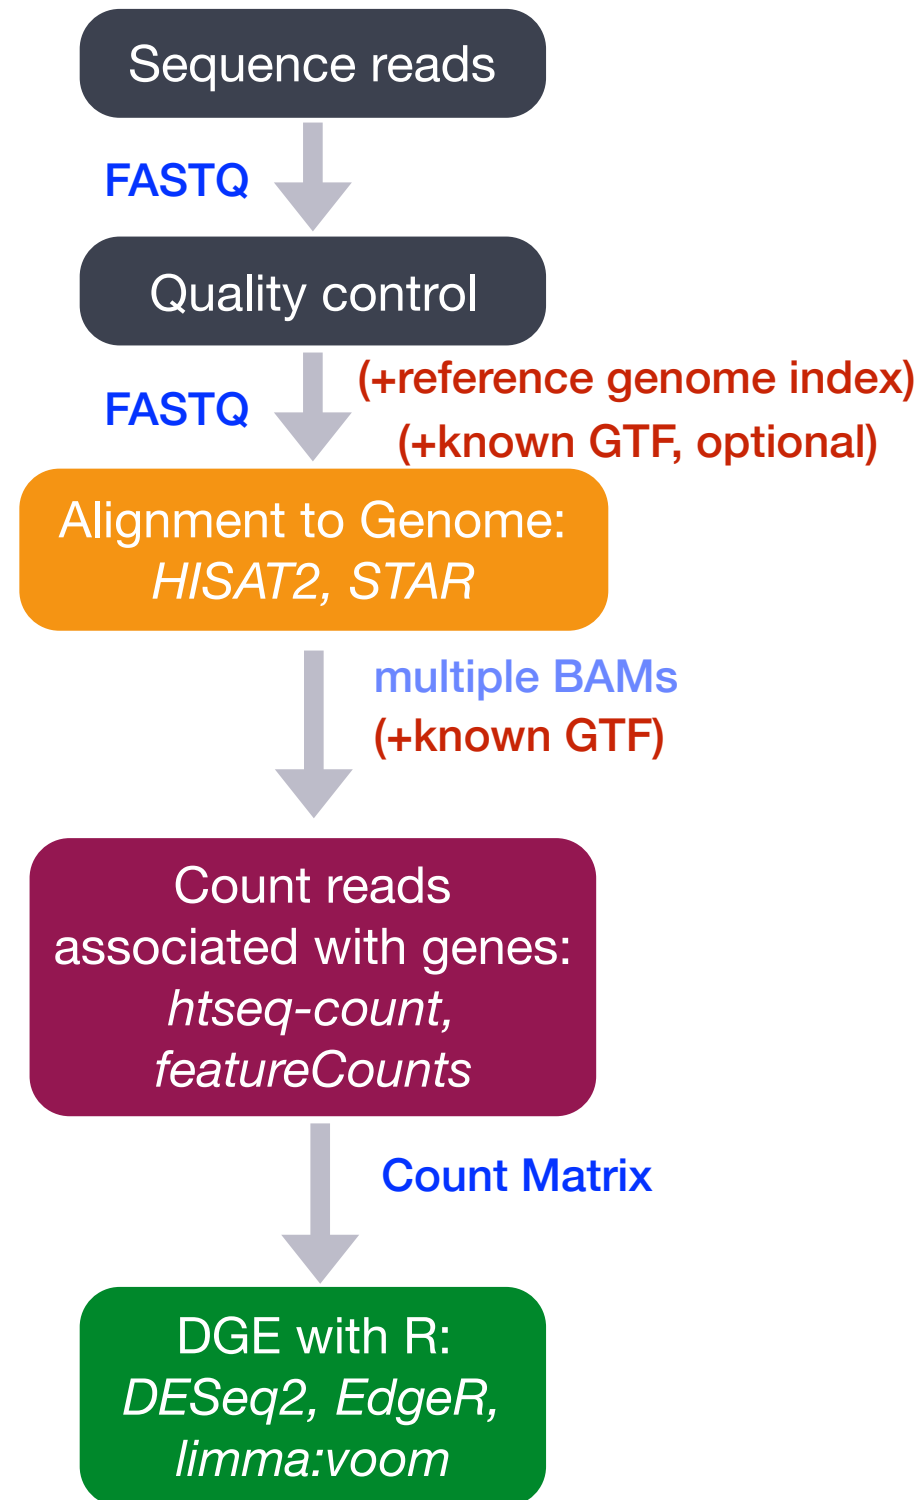 Sequence reads
FASTQ
Quality control
(+reference genome index)
FASTQ
(+known GTF, optional)
Alignment to Genome:
HISAT2, STAR
multiple BAMs
(+known GTF)
Count reads
associated with genes:
htseq-count,
featureCounts
Count Matrix
DGE with R:
DESeq2, EdgeR,
limma:voom